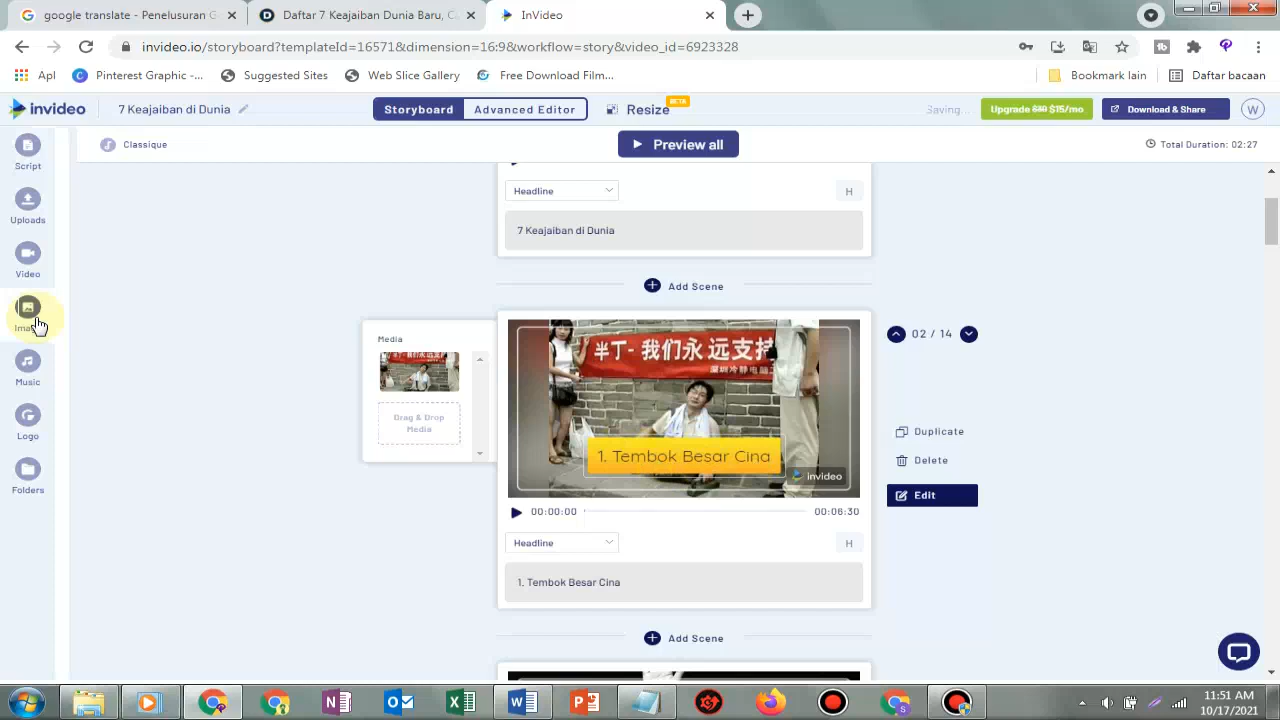 google translate - Penelusuran G
Daftar 7 Keajaiban Dunia Baru, C
InVideo
invideo.io/storyboard?templateId=16571&dimension=16:9&workflow=story&video_id=6923328
Apl
Pinterest Graphic -...
Suggested Sites
Web Slice Gallery
Free Download Film,...
Bookmark lain
Daftar bacaan
invideo
7 Keajaiban di Dunia
Storyboard
Advanced Editor
Resize
BETA
Saving...
Upgrade $30 $15/mo
Download & Share
W
Script
Classique
Preview all
Total Duration: 02:27
Headline
H
Uploads
7 Keajaiban di Dunia
Video
Add Scene
Media
02 / 14
半丁-我们永远支持
Drag & Drop
Media
Music
Logo
Duplicate
1. Tembok Besar Cina
Delete
invideo
Folders
Edit
00:00:00
00:06:30
Headline
H
1. Tembok Besar Cina
Add Scene
11:51 AM
10/17/2021